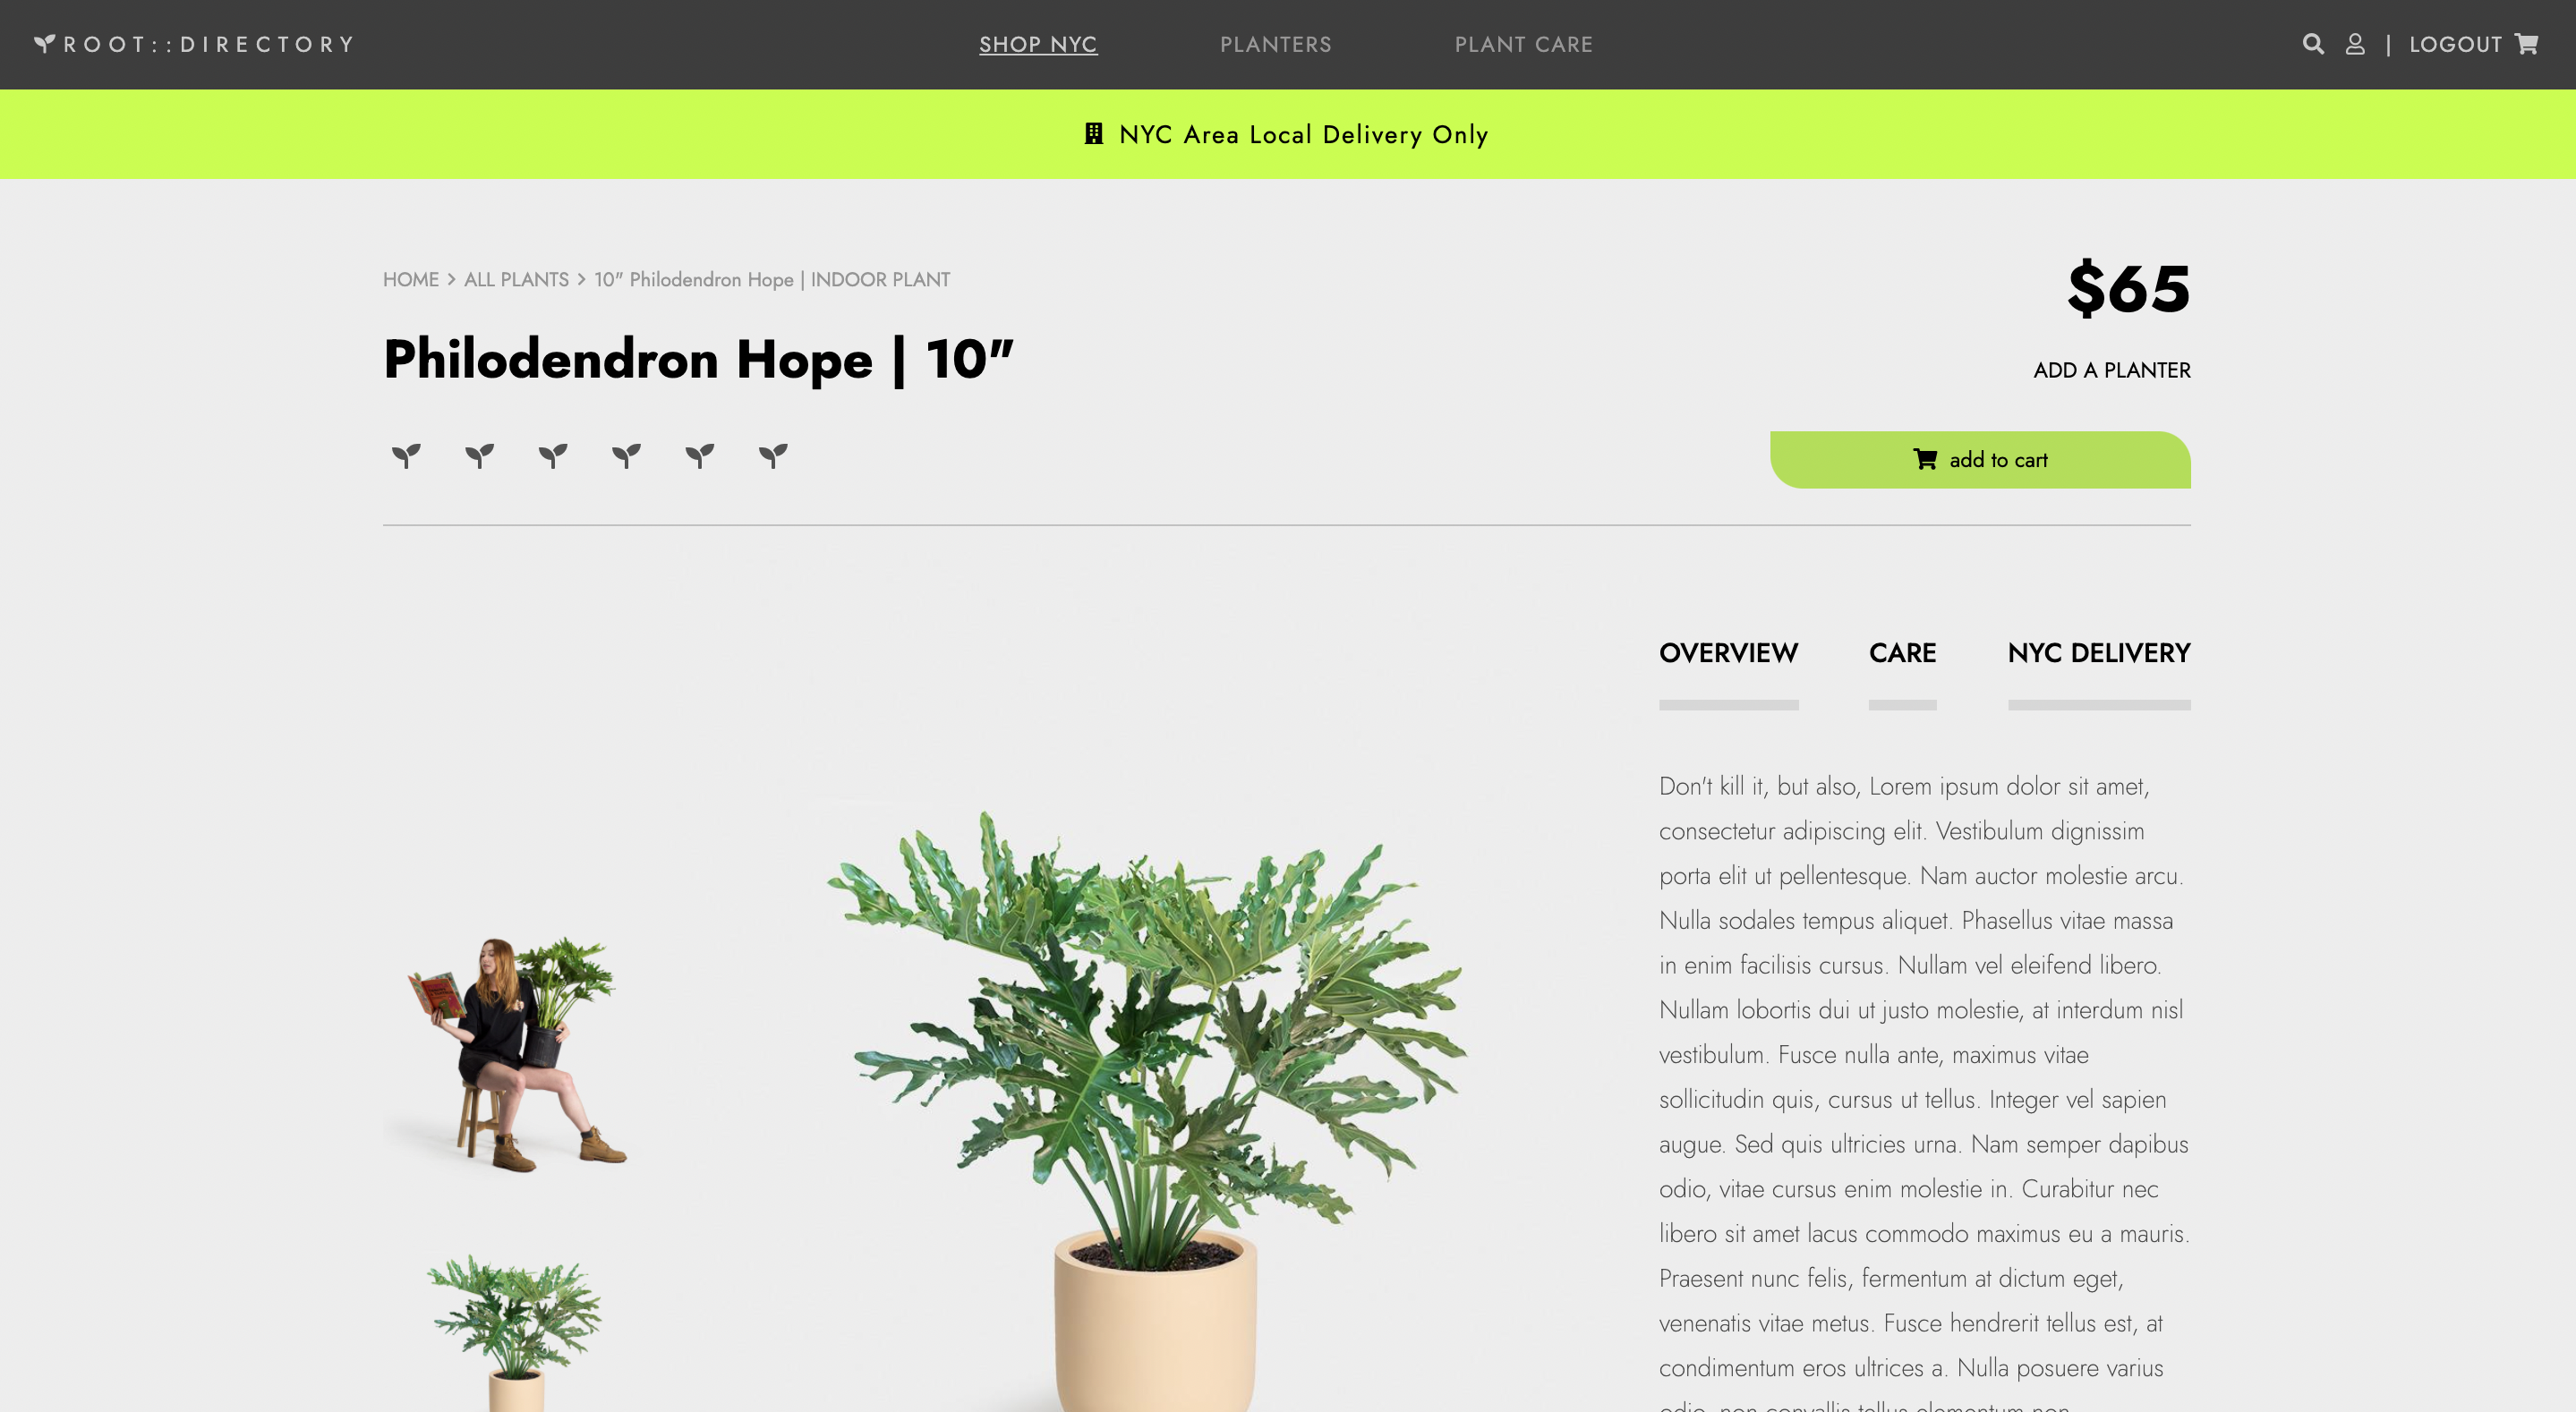 ROOT::DIRECTORY
SHOP NYC
PLANTERS
PLANT CARE
| LOGOUT
NYC Area Local Delivery Only
HOME > ALL PLANTS > 10" Philodendron Hope | INDOOR PLANT
$65
Philodendron Hope | 10"
ADD A PLANTER
add to cart
OVERVIEW
CARE
NYC DELIVERY
Don't kill it, but also, Lorem ipsum dolor sit amet,
consectetur adipiscing elit. Vestibulum dignissim
porta elit ut pellentesque. Nam auctor molestie arcu.
Nulla sodales tempus aliquet. Phasellus vitae massa
in enim facilisis cursus. Nullam vel eleifend libero.
Nullam lobortis dui ut justo molestie, at interdum nisl
vestibulum. Fusce nulla ante, maximus vitae
sollicitudin quis, cursus ut tellus. Integer vel sapien
augue. Sed quis ultricies urna. Nam semper dapibus
odio, vitae cursus enim molestie in. Curabitur nec
libero sit amet lacus commodo maximus eu a mauris.
Praesent nunc felis, fermentum at dictum eget,
venenatis vitae metus. Fusce hendrerit tellus est, at
condimentum eros ultrices a. Nulla posuere varius
odio, non convallis tellus elementum non